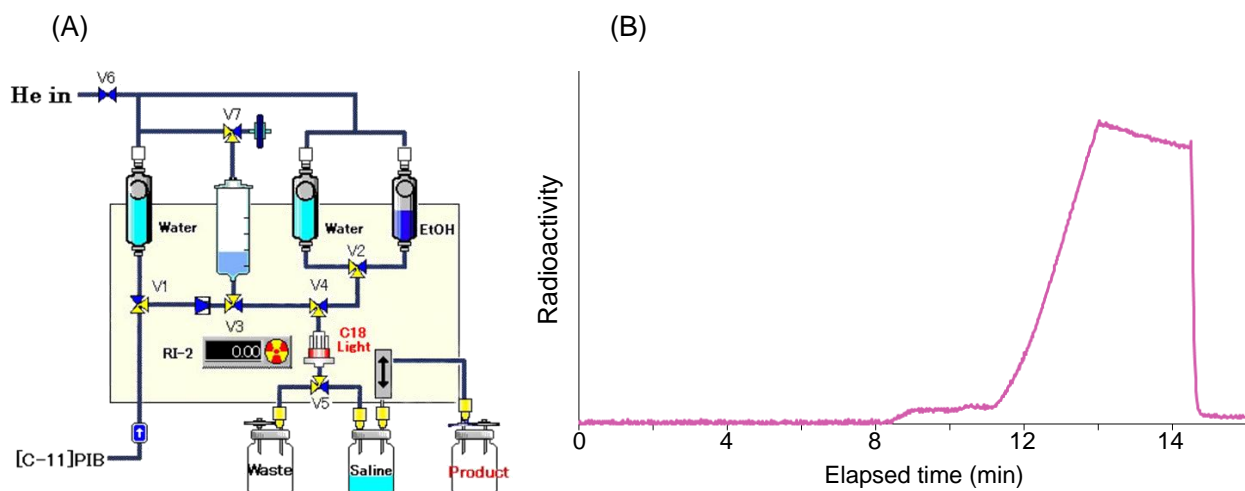 (A)
V6
He in
V7
Water
Water
EtOH
V2
V1
V4
V3
C18
Light
RI-2
0.00
V5
[C-11]PIB
Waste
Saline
Product
(B)
Radioactivity
0
4
8
12
14
Elapsed time (min)